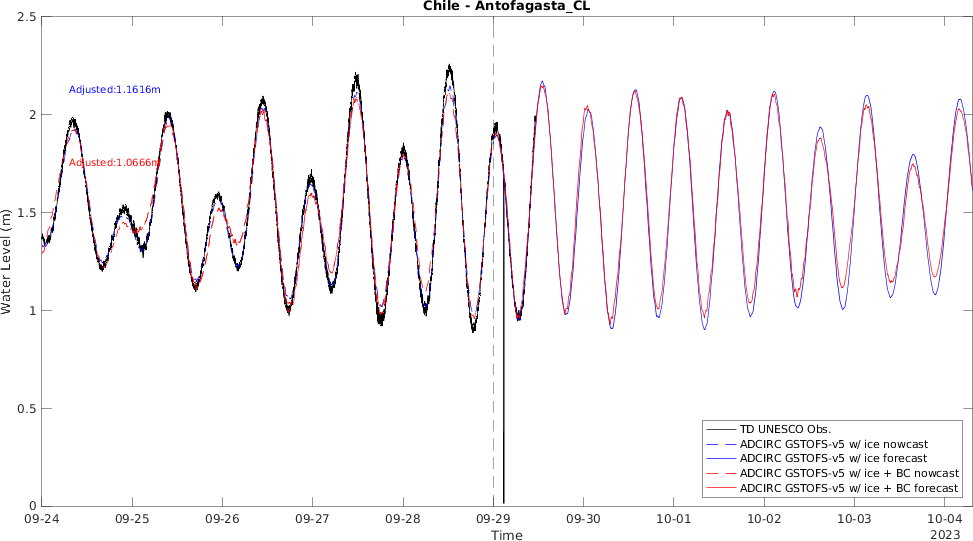 Chile - Antofagasta_CL
2.5
2
1.5
1
0.5
0
Water Level (m)
Adjusted:1.1616m
Adjusted:1.0666m
TD UNESCO Obs.
ADCIRC GSTOFS-v5 w/ ice nowcast
ADCIRC GSTOFS-v5 w/ ice forecast
ADCIRC GSTOFS-v5 w/ ice + BC nowcast
ADCIRC GSTOFS-v5 w/ ice + BC forecast
09-24 09-25 09-26 09-27 09-28 09-29 09-30 10-01 10-02 10-03 10-04
Time
2023